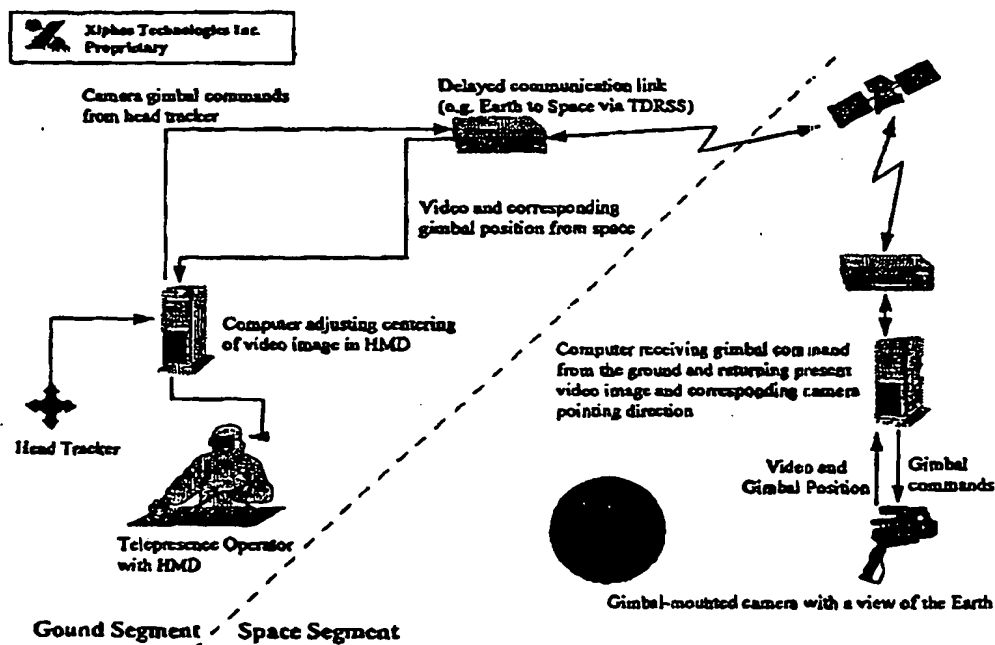 Xiphos Technologies Inc.
Proprietary
Camera gimbal commands
from head tracker
Delayed communication link
(e.g. Earth to Space via TDRSS)
Video and corresponding
gimbal position from space
Computer adjusting centering
of video image in HMD
Head Tracker
Telepresence Operator
with HMD
Computer receiving gimbal command
from the ground and returning present
video image and corresponding camera
pointing direction
Video and
Gimbal Position
Gimbal
commands
Gimbal-mounted camera with a view of the Earth
Gound Segment
Space Segment